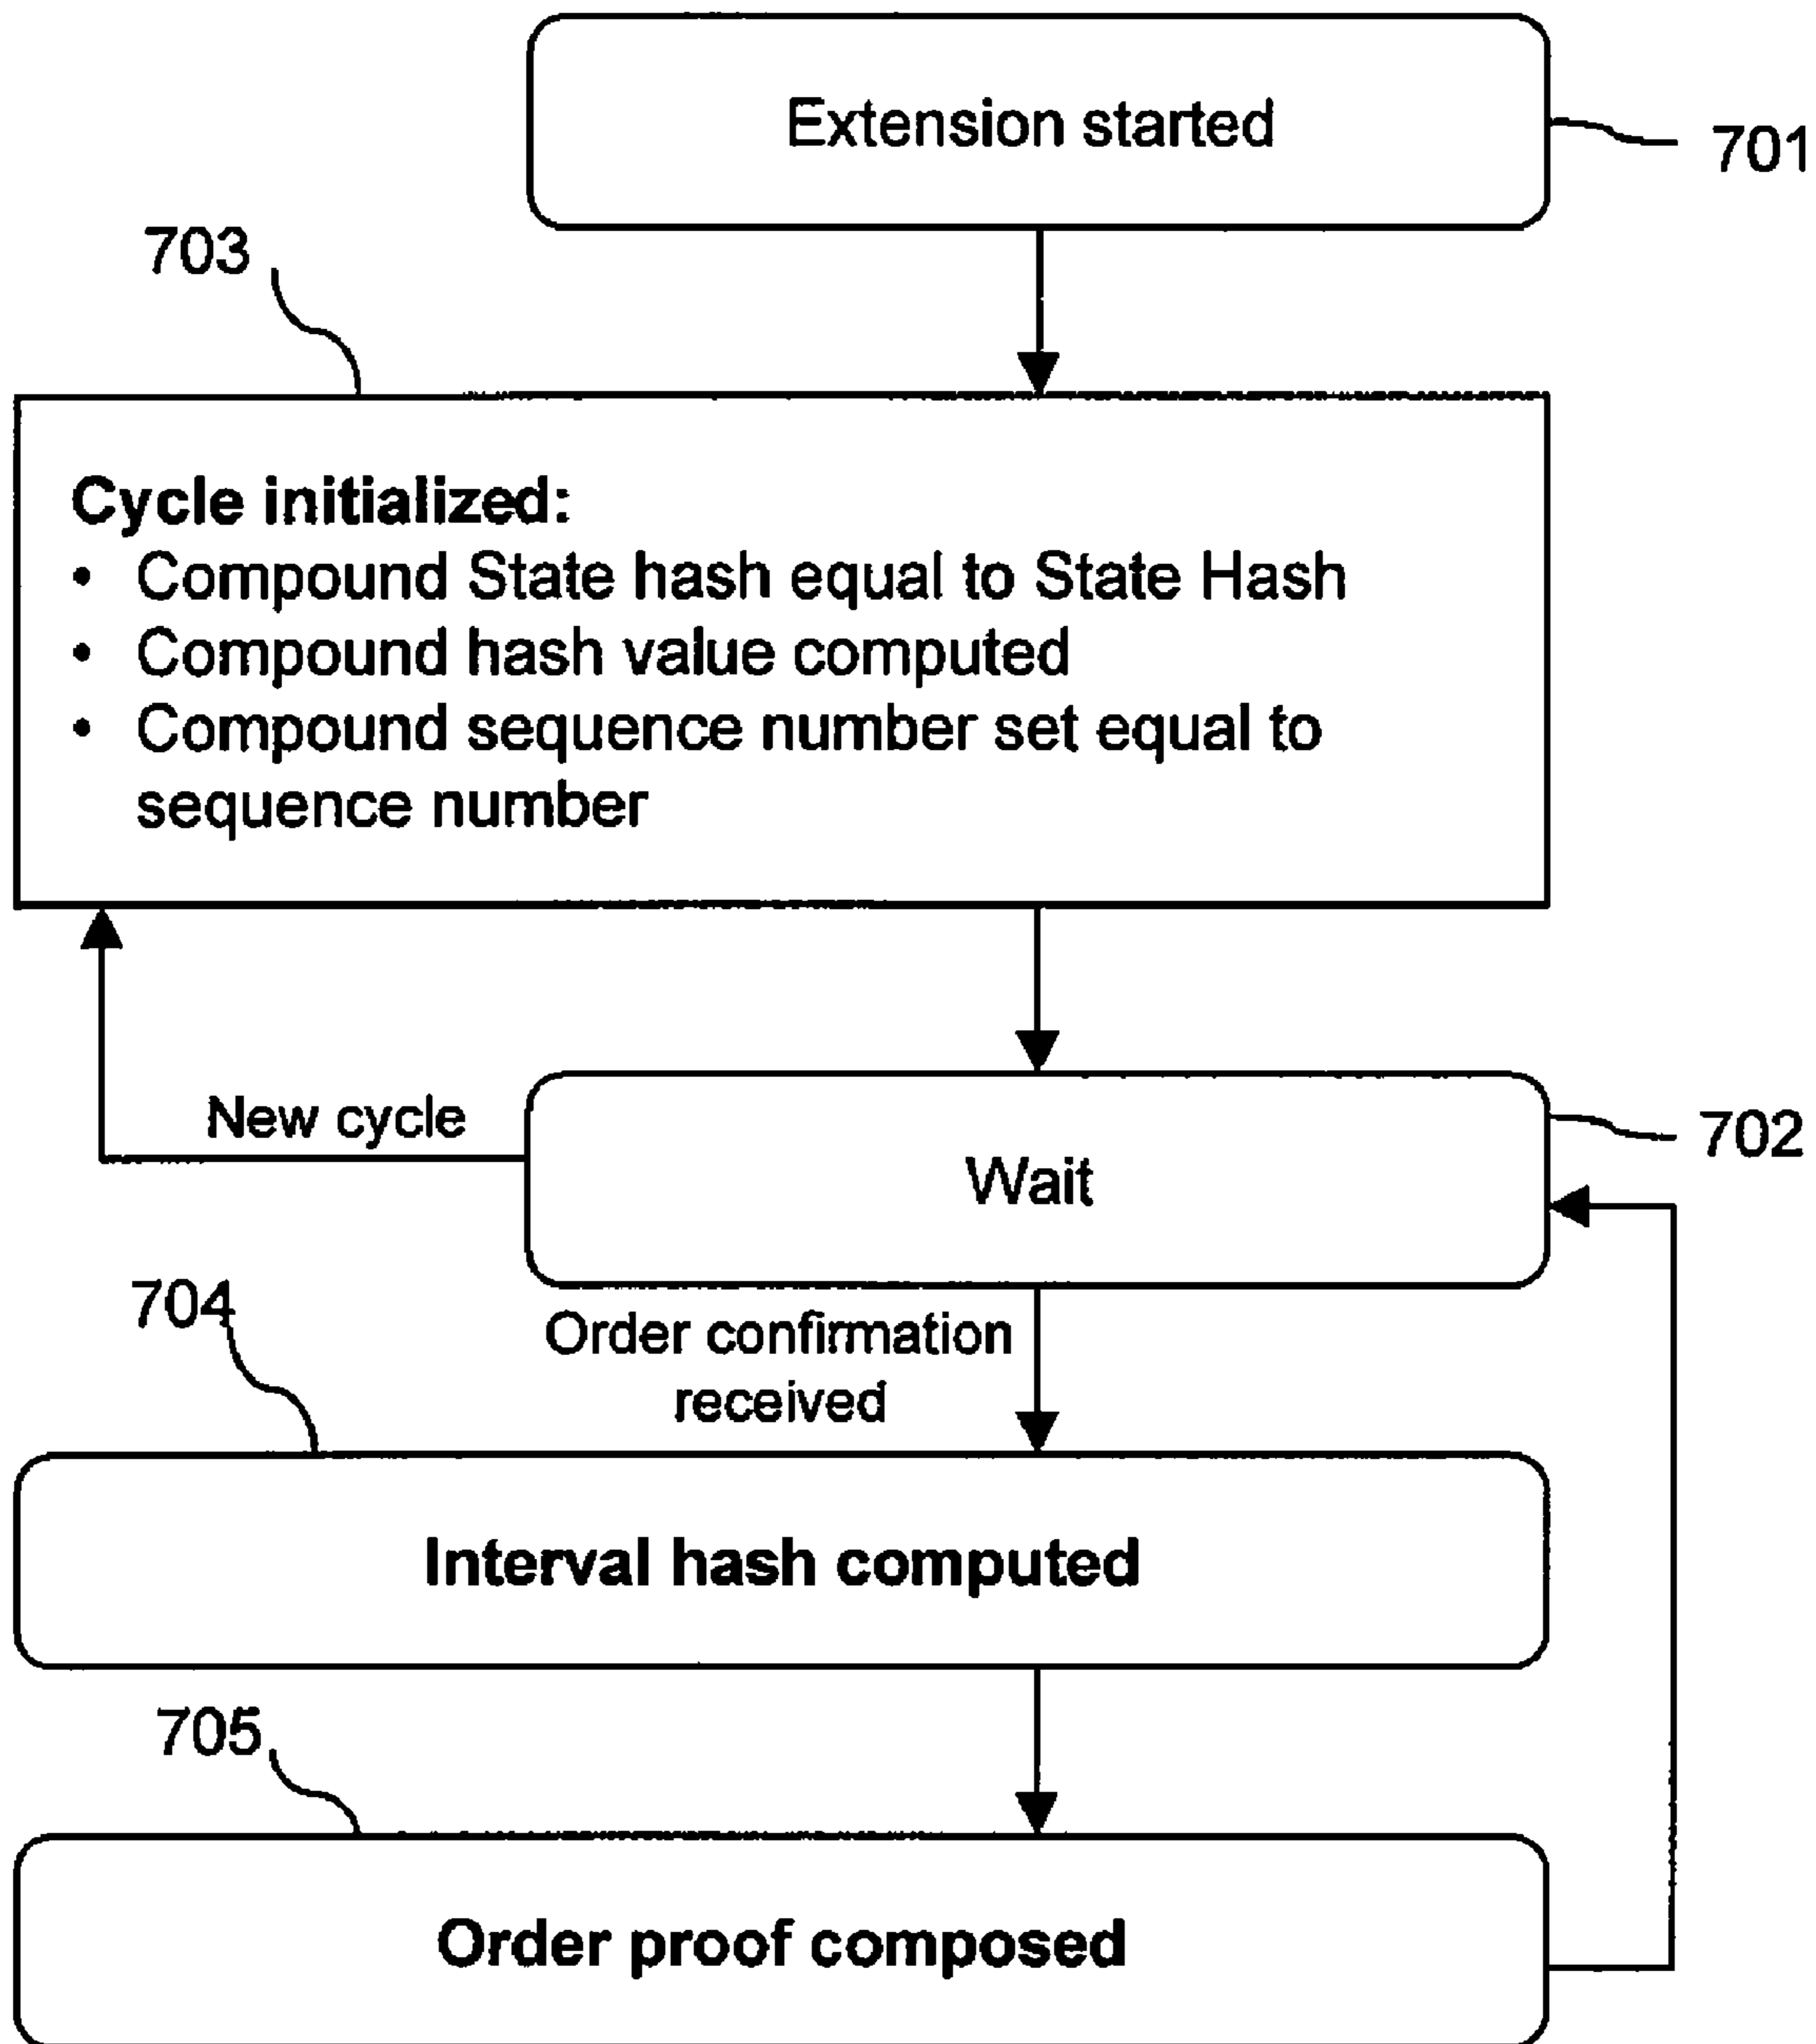 Extension started
701
703
Cycle initialized:
• Compound State hash equal to State Hash
• Compound hash value computed
• Compound sequence number set equal to
sequence number
New cycle
702
Wait
704
Order confirmation
received
Interval hash computed
705
Order proof composed